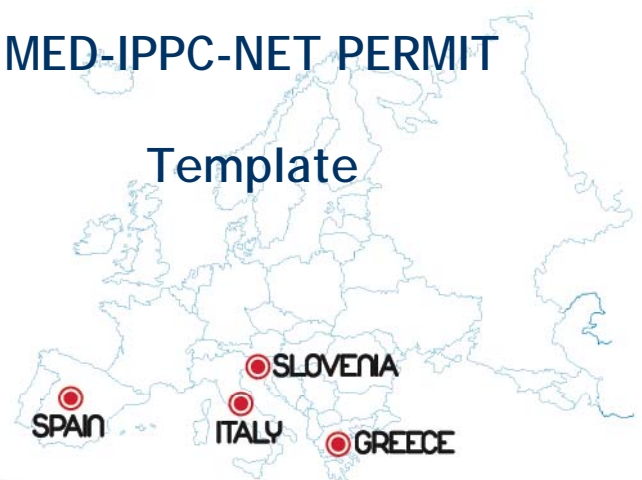 MED-IPPC-NET PERMIT
Template
SLOVENIA
SPAIN
ITALY
GREECE